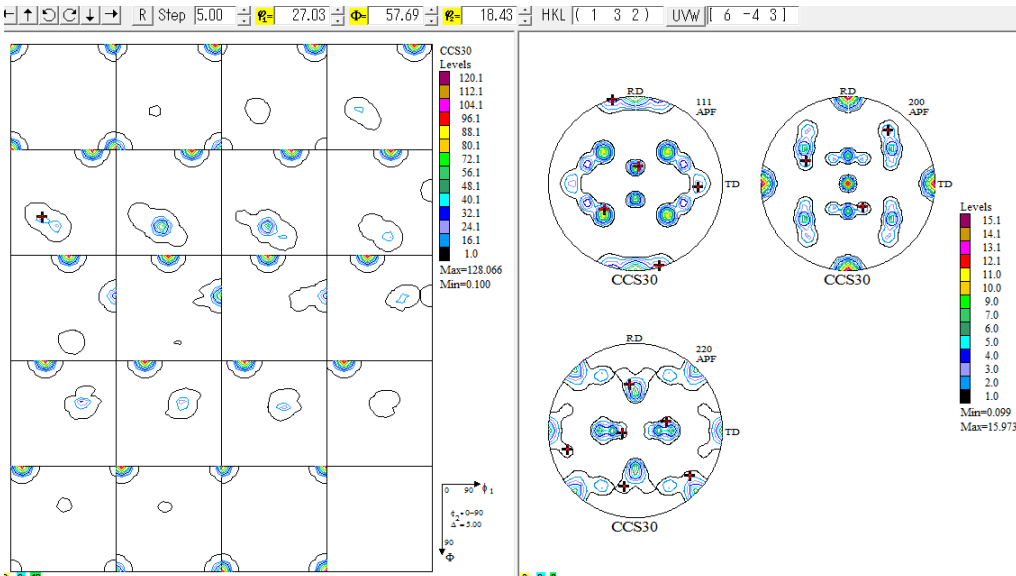 R Step 5.00 φ1= 27.03 Φ= 57.69 φ2= 18.43 HKL ( 1 3 2 ) UVW [ 6 -4 3 ]
CCS30
Levels
120.1
112.1
104.1
96.1
88.1
80.1
72.1
56.1
48.1
40.1
32.1
24.1
16.1
1.0
Max=128.066
Min=0.100
0 90 ϕ1
ϕ2=0-90
Δ=5.00
90
Φ
RD
111
APF
CCS30
RD
200
APF
TD
TD
CCS30
RD
220
APF
TD
CCS30
Levels
15.1
14.1
13.1
12.1
11.0
10.0
9.0
7.0
6.0
5.0
4.0
3.0
2.0
1.0
Min=0.099
Max=15.973